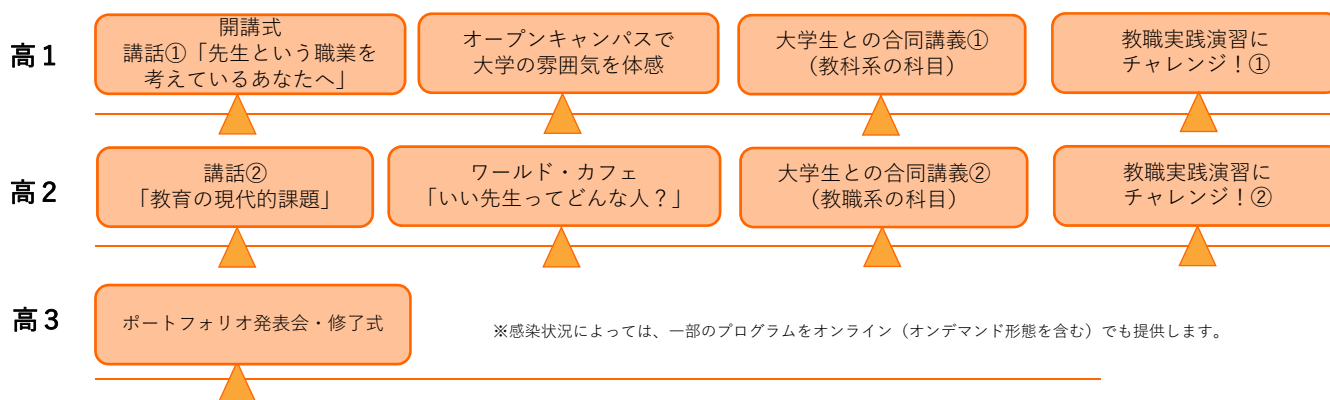 高1
開講式
講話①「先生という職業を
考えているあなたへ」
オープンキャンパスで
大学の雰囲気を体感
大学生との合同講義①
（教科系の科目）
教職実践演習に
チャレンジ！①
高2
講話②
「教育の現代的課題」
ワールド・カフェ
「いい先生ってどんな人？」
大学生との合同講義②
（教職系の科目）
教職実践演習に
チャレンジ！②
高3
ポートフォリオ発表会・修了式
※感染状況によっては、一部のプログラムをオンライン（オンデマンド形態を含む）でも提供します。